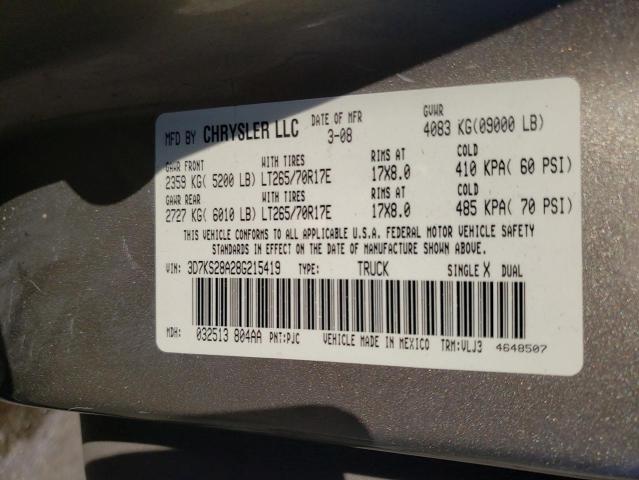 MFD BY CHRYSLER LLC DATE OF MFR 3-08 GVWR 4083 KG(09000 LB)
GAWR FRONT WITH TIRES RIMS AT COLD
2359 KG( 5200 LB) LT265/70R17E 17X8.0 410 KPA( 60 PSI)
GAWR REAR WITH TIRES RIMS AT COLD
2727 KG( 6010 LB) LT265/70R17E 17X8.0 485 KPA( 70 PSI)
THIS VEHICLE CONFORMS TO ALL APPLICABLE U.S.A. FEDERAL MOTOR VEHICLE SAFETY
STANDARDS IN EFFECT ON THE DATE OF MANUFACTURE SHOWN ABOVE.
VIN: 3D7KS28A28G215419 TYPE: TRUCK SINGLE X DUAL
MDH: 032513 804AA PNT:PJC VEHICLE MADE IN MEXICO TRM:VLJ3 4648507